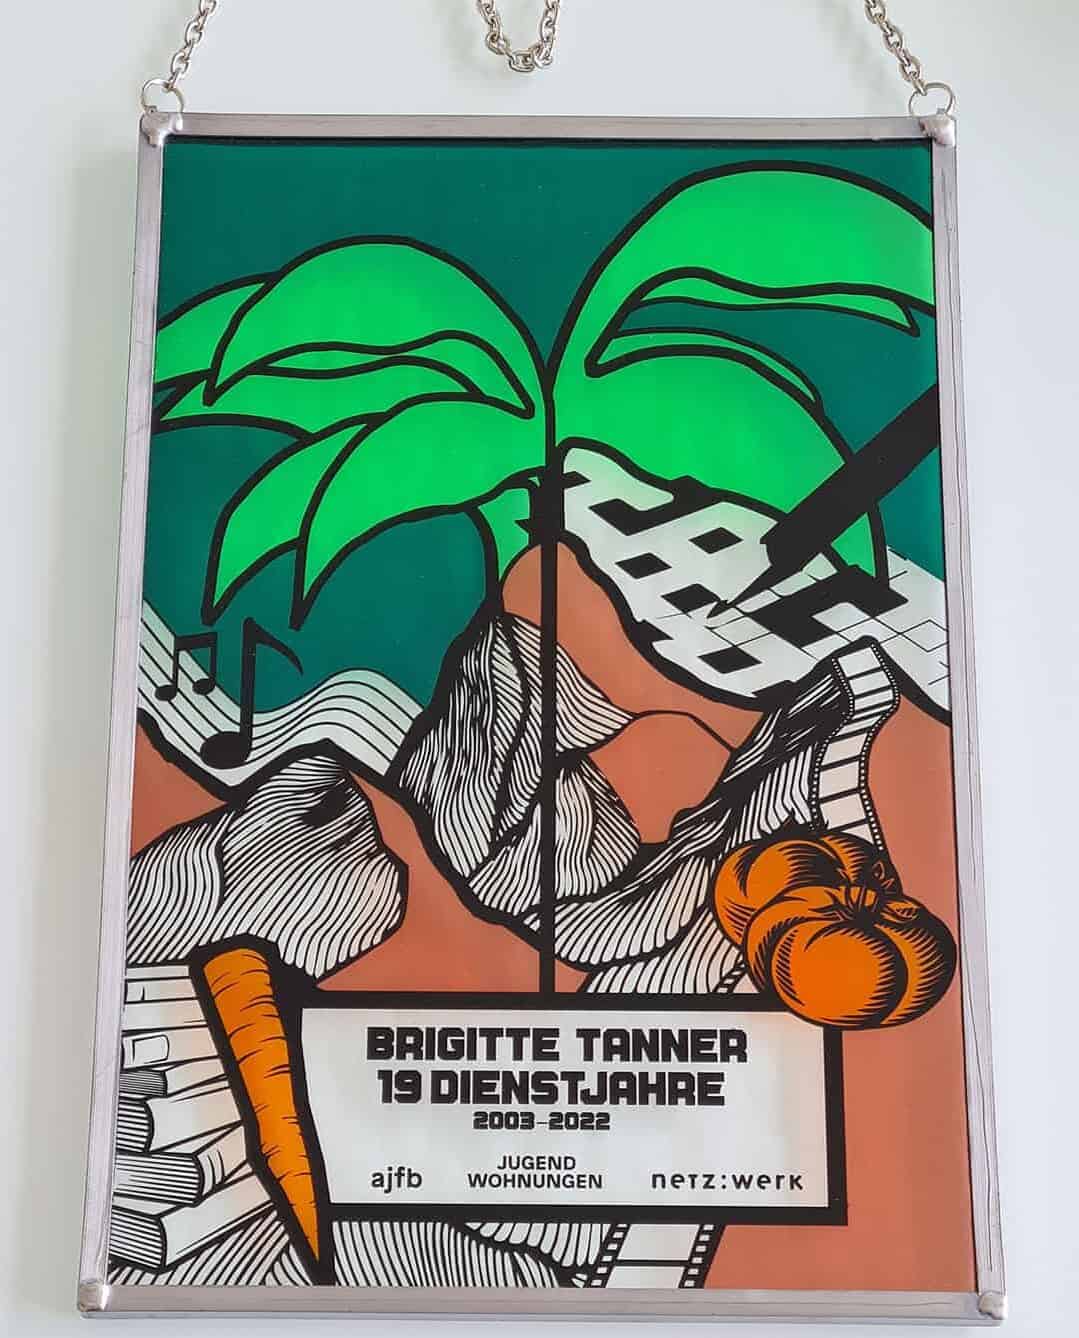 BRIGITTE TANNER
19 DIENSTJAHRE
2003-2022
ajfb
JUGEND
WOHNUNGEN
netz:werk